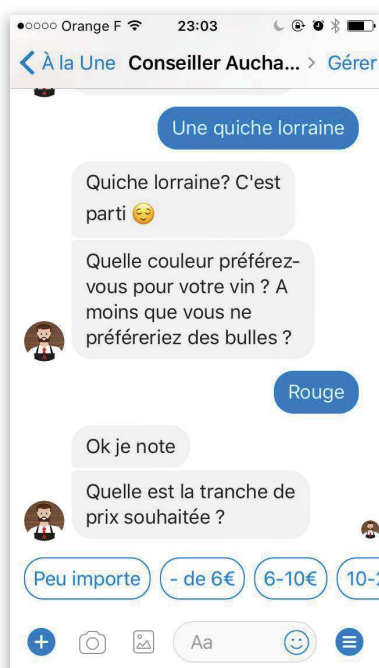 Orange F 23:03
À la Une Conseiller Aucha... > Gérer
Une quiche lorraine
Quiche lorraine? C'est
parti
Quelle couleur préférez-
vous pour votre vin ? A
moins que vous ne
préféreriez des bulles ?
Rouge
Ok je note
Quelle est la tranche de
prix souhaitée ?
Peu importe - de 6€ 6-10€ 10-
Aa